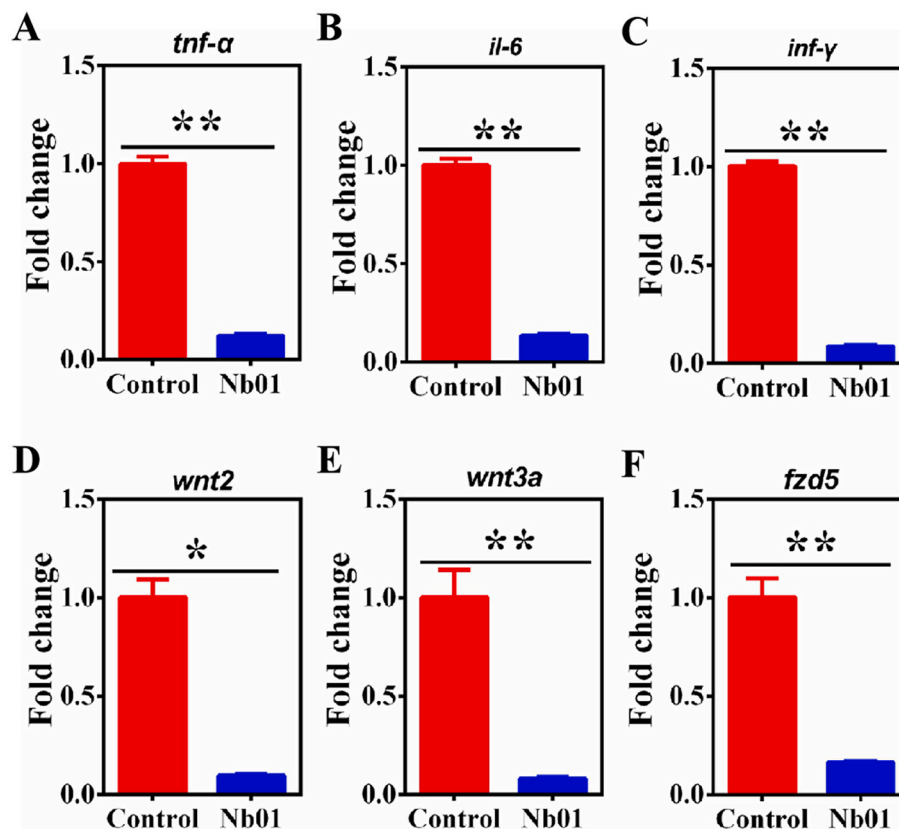 A
tnf-α
Fold change
1.5
1.0
0.5
0.0
**
Control Nb01
B
il-6
Fold change
1.5
1.0
0.5
0.0
**
Control Nb01
C
inf-γ
Fold change
1.5
1.0
0.5
0.0
**
Control Nb01
D
wnt2
Fold change
1.5
1.0
0.5
0.0
*
Control Nb01
E
wnt3a
Fold change
1.5
1.0
0.5
0.0
**
Control Nb01
F
fzd5
Fold change
1.5
1.0
0.5
0.0
**
Control Nb01